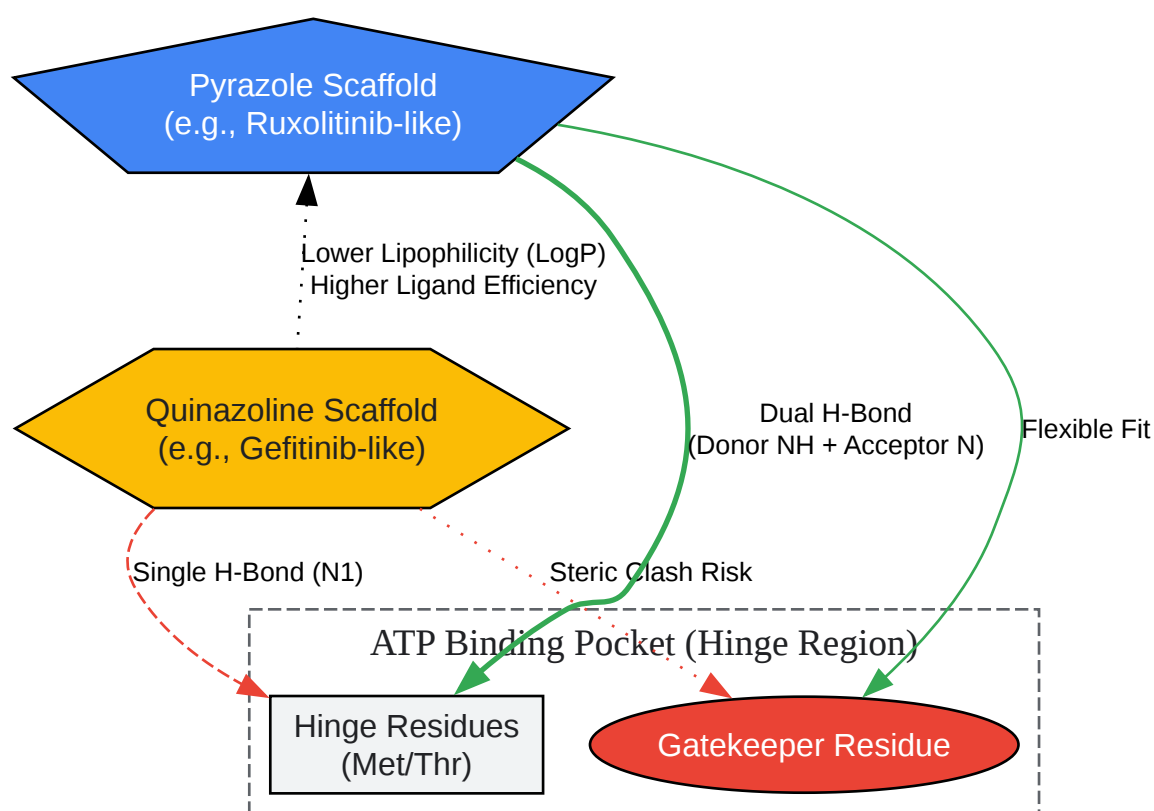 Pyrazole Scaffold
(e.g., Ruxolitinib-like)
Lower Lipophilicity (LogP)
Higher Ligand Efficiency
Quinazoline Scaffold
(e.g., Gefitinib-like)
Dual H-Bond
(Donor NH + Acceptor N)
Flexible Fit
Single H-Bond (N1)
Steric Clash Risk
ATP Binding Pocket (Hinge Region)
Hinge Residues
(Met/Thr)
Gatekeeper Residue